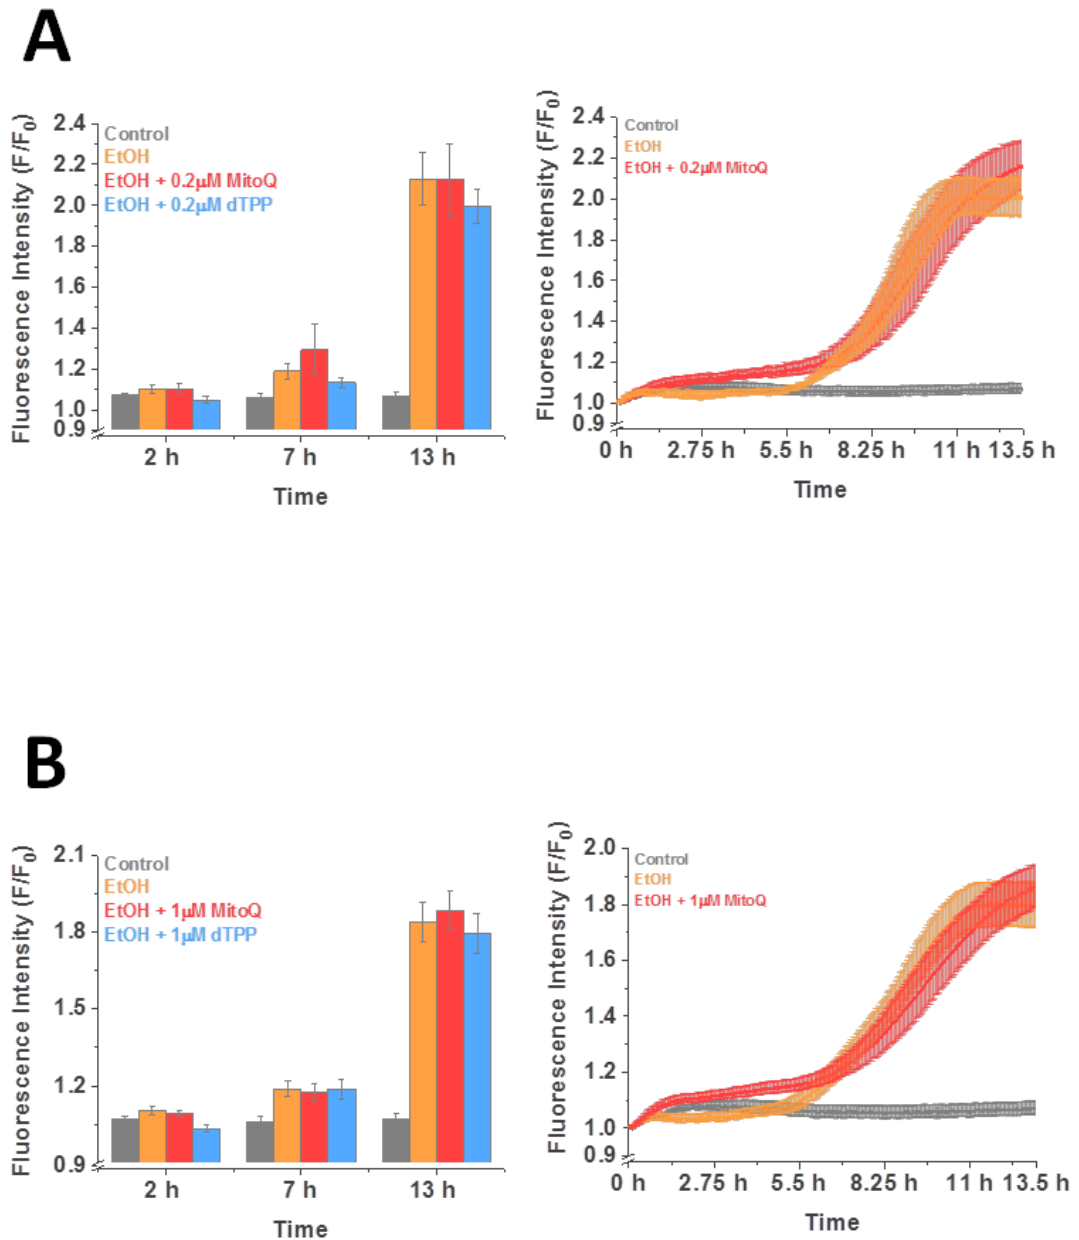 A
Fluorescence Intensity (F/F0)
2.4
2.2
2.0
1.8
1.6
1.4
1.2
1.0
0.9
Control
EtOH
EtOH + 0.2µM MitoQ
EtOH + 0.2µM dTPP
2 h 7 h 13 h
Time
Fluorescence Intensity (F/F0)
2.4
2.2
2.0
1.8
1.6
1.4
1.2
1.0
0.9
Control
EtOH
EtOH + 0.2µM MitoQ
0 h 2.75 h 5.5 h 8.25 h 11 h 13.5 h
Time
B
Fluorescence Intensity (F/F0)
2.1
1.8
1.5
1.2
0.9
Control
EtOH
EtOH + 1µM MitoQ
EtOH + 1µM dTPP
2 h 7 h 13 h
Time
Fluorescence Intensity (F/F0)
2.0
1.8
1.6
1.4
1.2
1.0
0.9
Control
EtOH
EtOH + 1µM MitoQ
0 h 2.75 h 5.5 h 8.25 h 11 h 13.5 h
Time